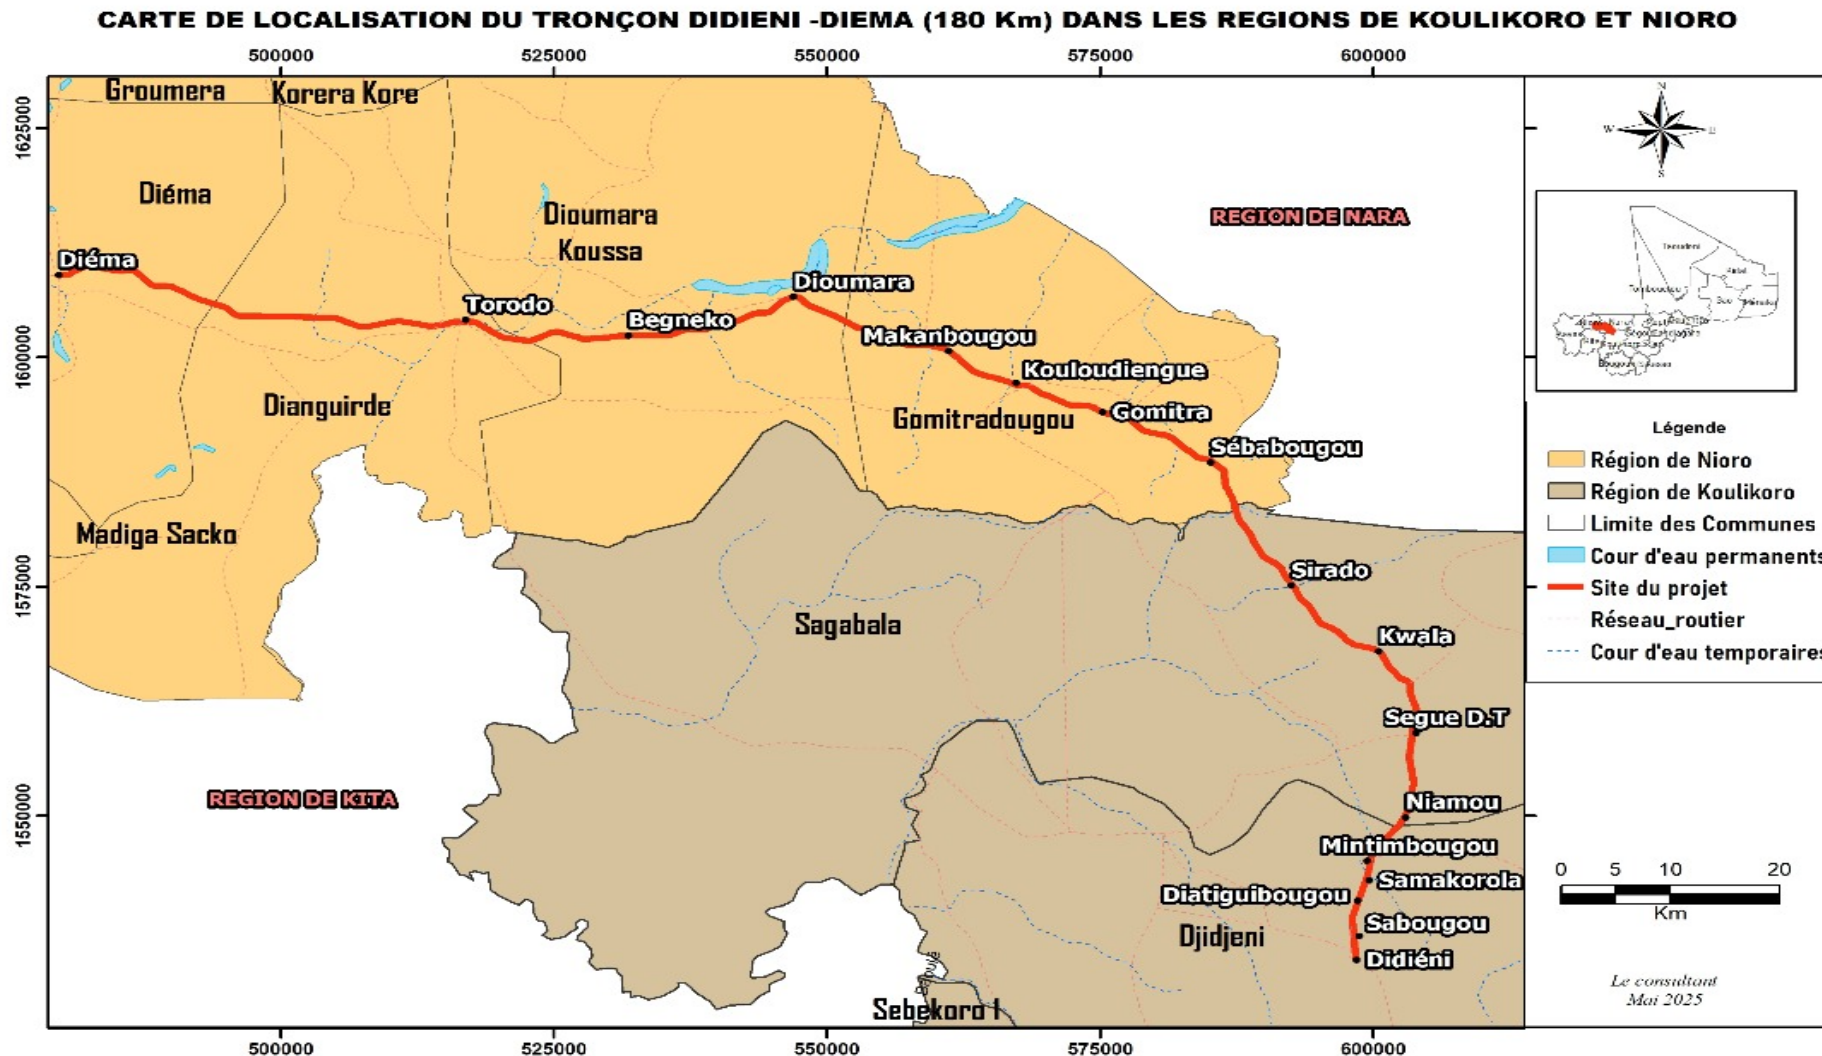 CARTE DE LOCALISATION DU TRONÇON DIDIENI -DIEMA (180 Km) DANS LES REGIONS DE KOULIKORO ET NIORO
500000 525000 550000 575000 600000
1625000
1600000
1575000
1550000
Groumera
Korera Kore
Diéma
Dioumara
Koussa
REGION DE NARA
Diéma
Torodo
Begneko
Dioumara
Makanbougou
Kouloudiengue
Gomitra
Dianguirde
Gomitradougou
Sébabougou
Madiga Sacko
Sirado
Sagabala
Kwala
Segue D.T
REGION DE KITA
Niamou
Mintimbougou
Samakorola
Diatiguibougou
Sabougou
Djidjeni
Didiéni
Sebekoro I
500000 525000 550000 575000 600000
N
W
S
Taoudeni
Tombouctou
Légende
Région de Nioro
Région de Koulikoro
Limite des Communes
Cour d'eau permanents
Site du projet
Réseau_routier
Cour d'eau temporaires
0 5 10 20
Km
Le consultant
Mai 2025